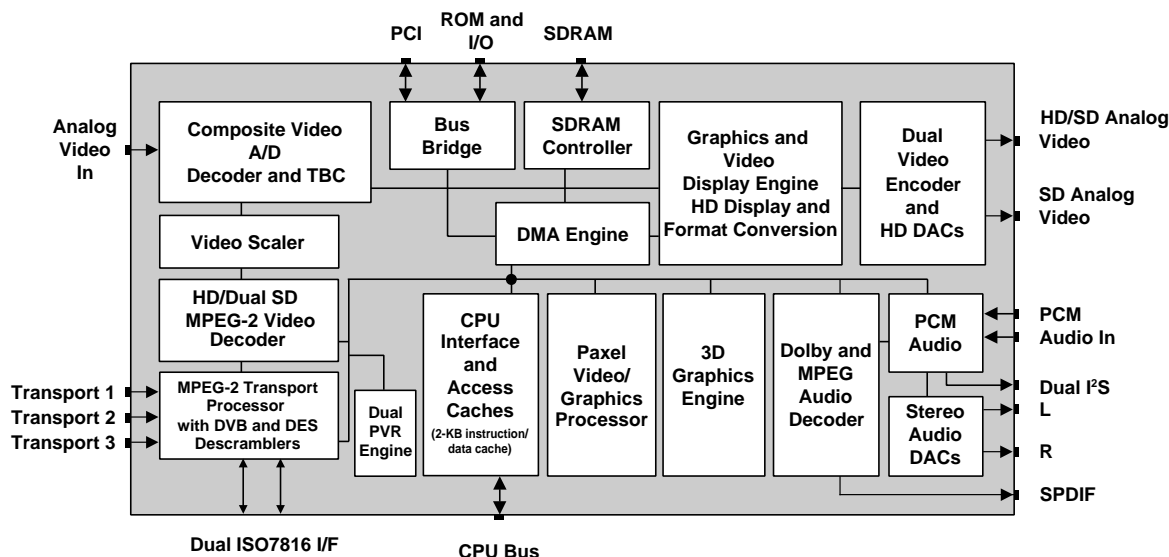 PCI
ROM and
I/O
SDRAM
Analog
Video
In
Composite Video
A/D
Decoder and TBC
Bus
Bridge
SDRAM
Controller
Graphics and
Video
Display Engine
HD Display and
Format Conversion
Dual
Video
Encoder
and
HD DACs
HD/SD Analog
Video
SD Analog
Video
Video Scaler
DMA Engine
HD/Dual SD
MPEG-2 Video
Decoder
CPU
Interface
and
Access
Caches
(2-KB instruction/
data cache)
Paxel
Video/
Graphics
Processor
3D
Graphics
Engine
Dolby and
MPEG
Audio
Decoder
PCM
Audio
PCM
Audio In
Transport 1
Transport 2
Transport 3
MPEG-2 Transport
Processor
with DVB and DES
Descramblers
Dual
PVR
Engine
Stereo
Audio
DACs
Dual I²S
L
R
SPDIF
Dual ISO7816 I/F
CPU Bus